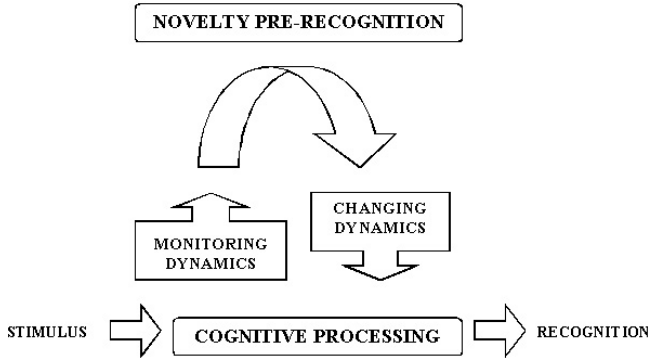 NOVELTY PRE-RECOGNITION
MONITORING
DYNAMICS
CHANGING
DYNAMICS
STIMULUS
COGNITIVE PROCESSING
RECOGNITION